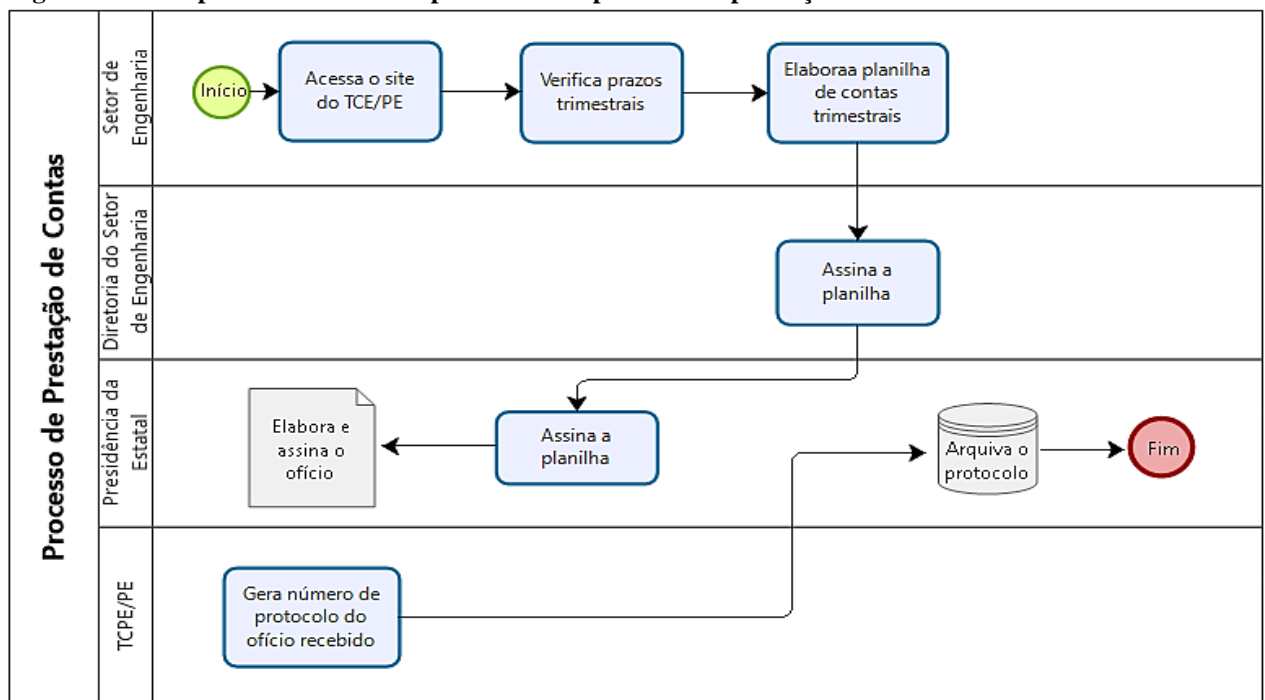 Processo de Prestação de Contas
Setor de
Engenharia
Início
Acessa o site
do TCE/PE
Verifica prazos
trimestrais
Elaboraa planilha
de contas
trimestrais
Diretoria do Setor
de Engenharia
Assina a
planilha
Presidência da
Estatal
Elabora e
assina o
ofício
Assina a
planilha
Arquiva o
protocolo
Fim
TCPE/PE
Gera número de
protocolo do
ofício recebido